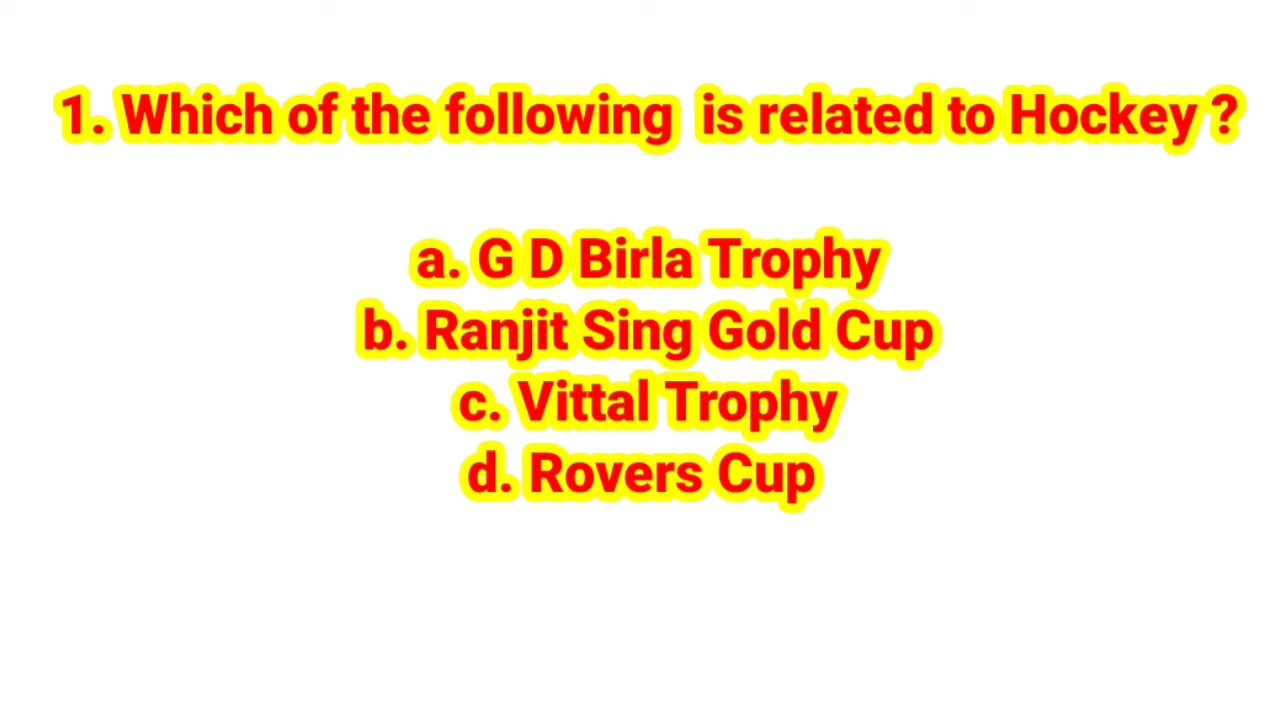 1. Which of the following is related to Hockey ?
a. G D Birla Trophy
b. Ranjit Sing Gold Cup
c. Vittal Trophy
d. Rovers Cup